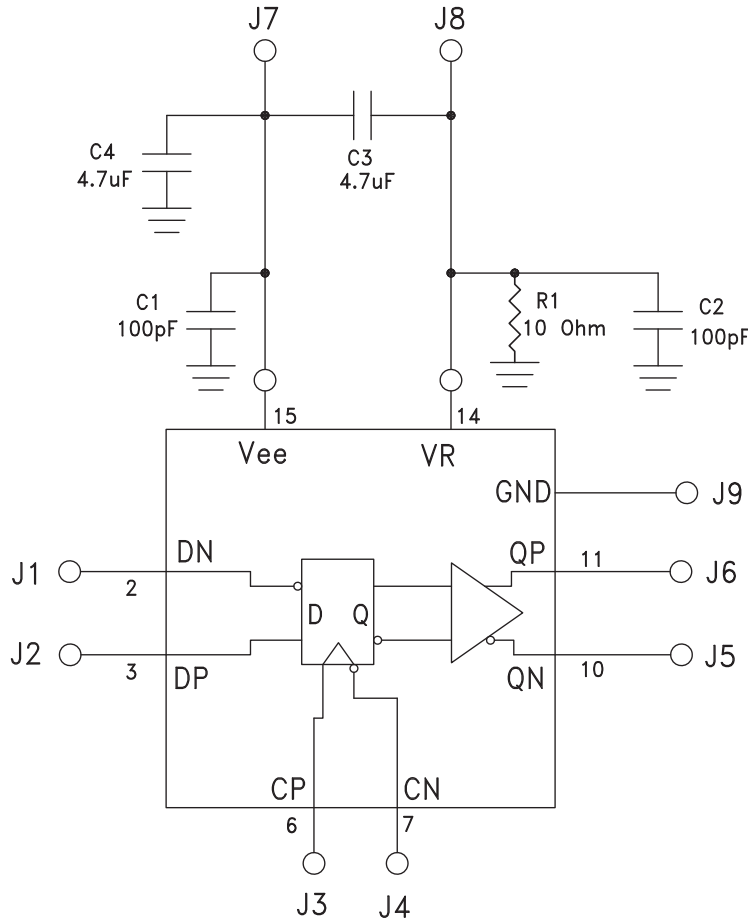 J7
J8
C4
4.7uF
C3
4.7uF
C1
100pF
R1
10 Ohm
C2
100pF
15
14
Vee
VR
GND
J9
DN
QP
11
J1
J6
2
D
Q
J2
J5
3
DP
QN
10
CP
CN
6
7
J3
J4